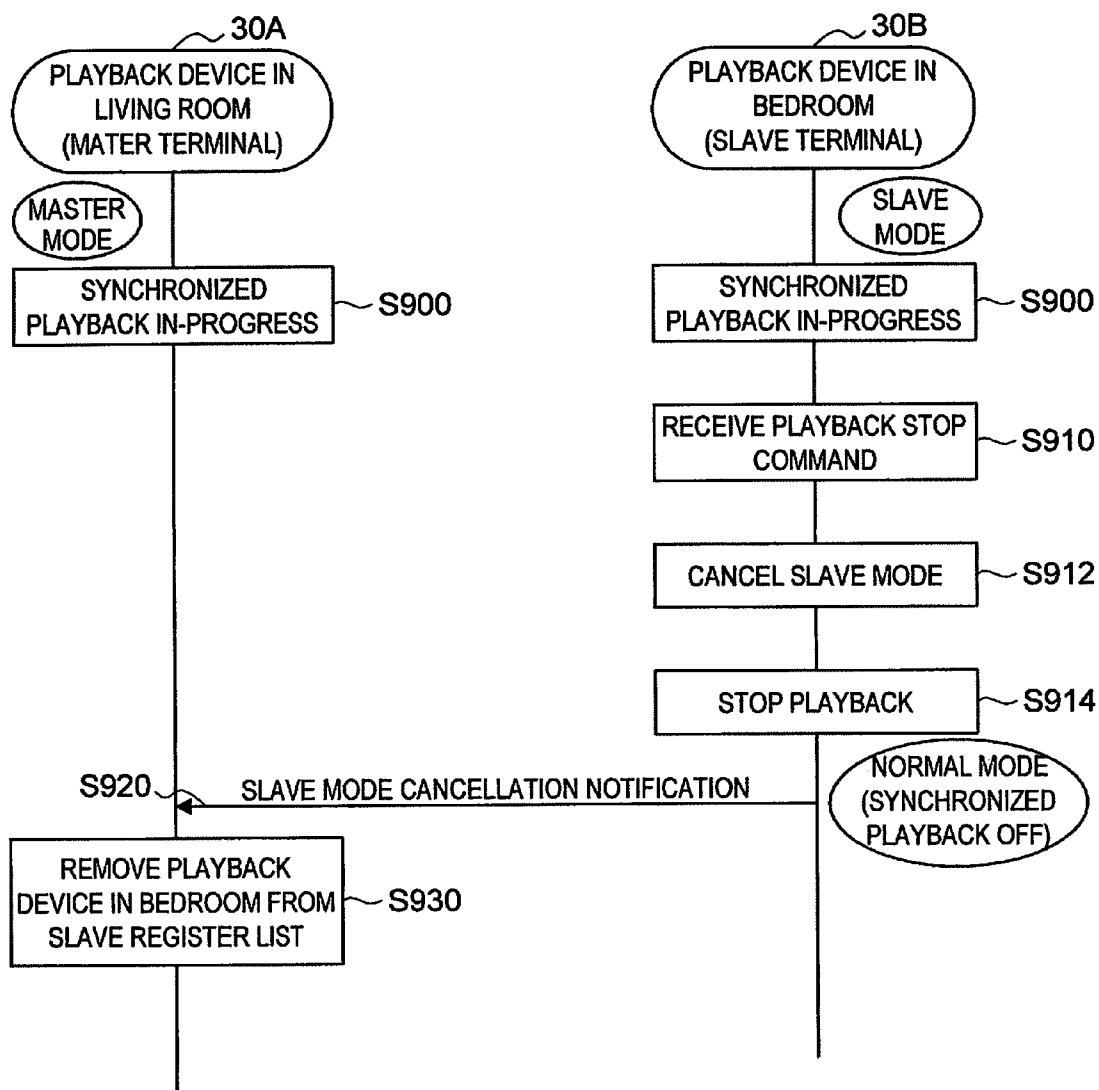 30A
PLAYBACK DEVICE IN
LIVING ROOM
(MATER TERMINAL)
30B
PLAYBACK DEVICE IN
BEDROOM
(SLAVE TERMINAL)
MASTER
MODE
SLAVE
MODE
SYNCHRONIZED
PLAYBACK IN-PROGRESS
S900
SYNCHRONIZED
PLAYBACK IN-PROGRESS
S900
RECEIVE PLAYBACK STOP
COMMAND
S910
CANCEL SLAVE MODE
S912
STOP PLAYBACK
S914
NORMAL MODE
(SYNCHRONIZED
PLAYBACK OFF)
S920
SLAVE MODE CANCELLATION NOTIFICATION
REMOVE PLAYBACK
DEVICE IN BEDROOM FROM
SLAVE REGISTER LIST
S930